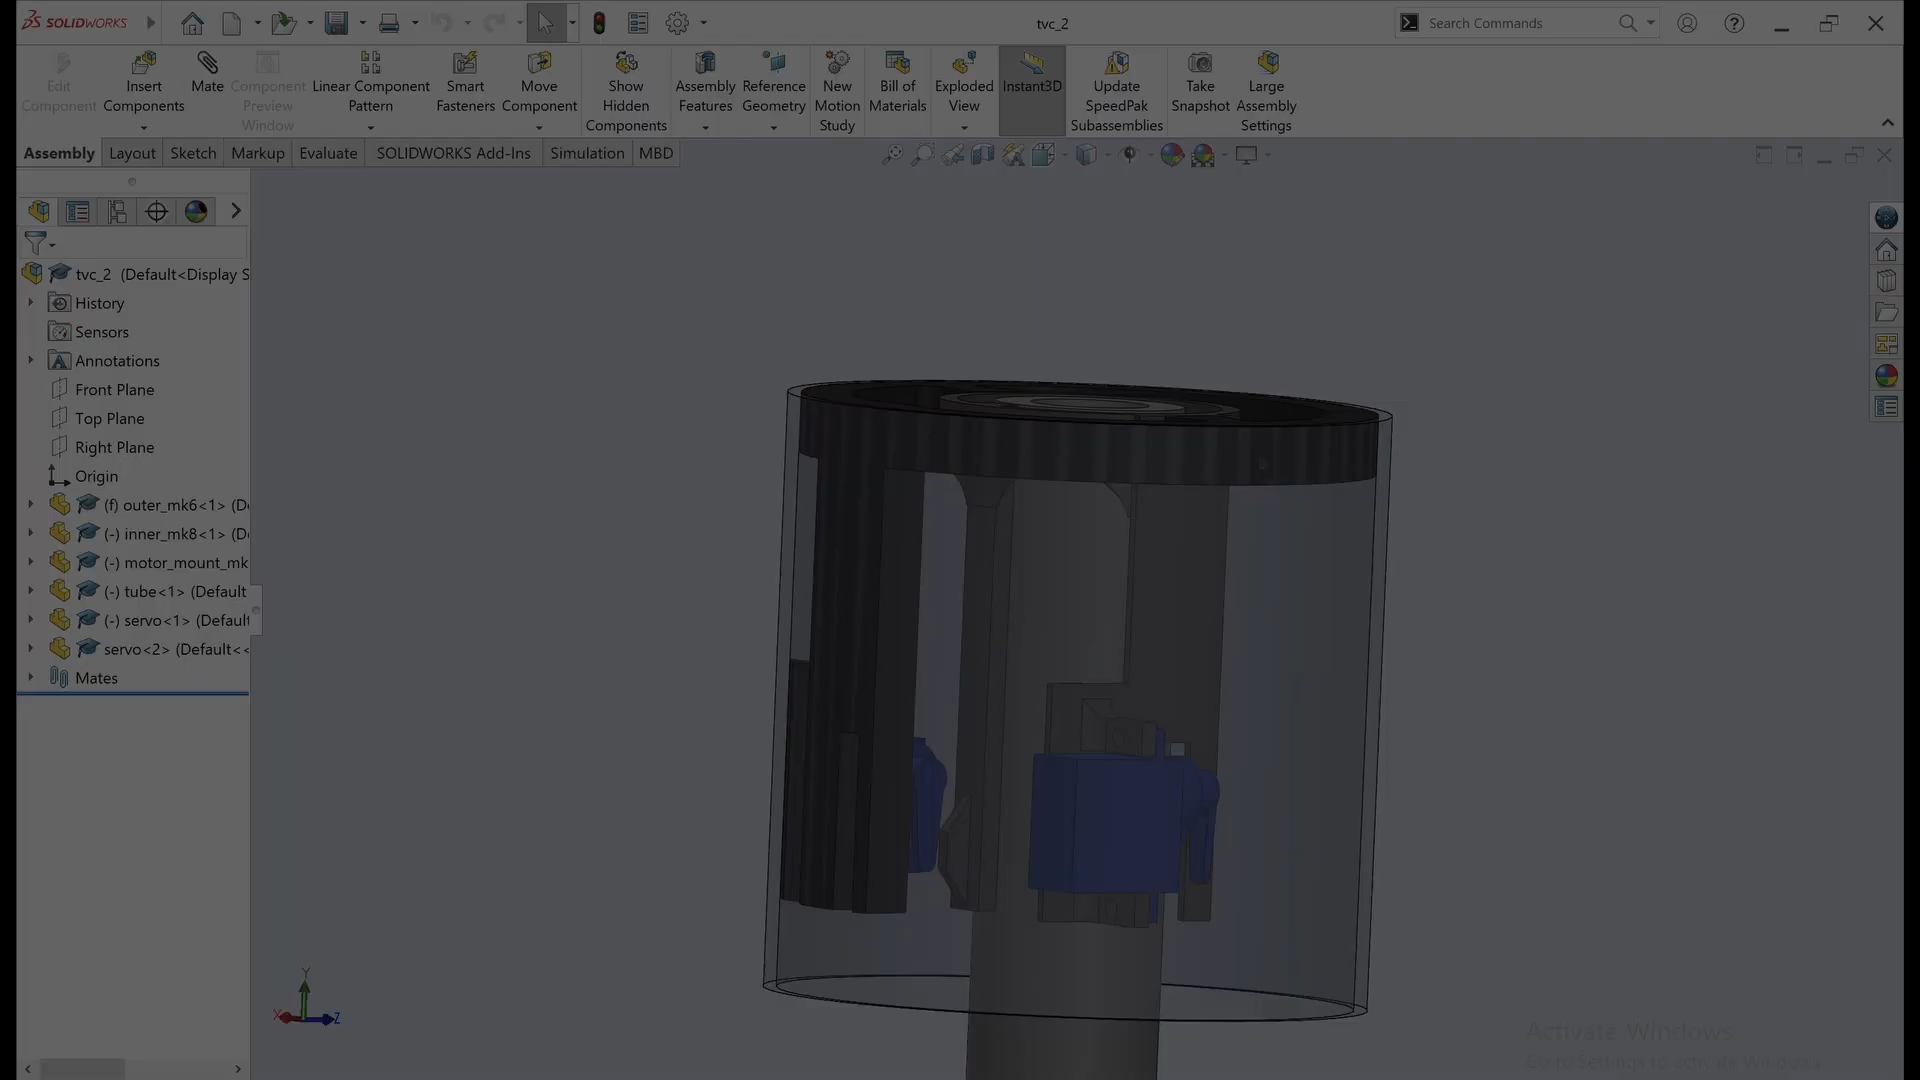 SOLIDWORKS
tvc_2
Search Commands
Edit Component
Insert Components
Mate
Component Preview Window
Linear Component Pattern
Smart Fasteners
Move Component
Show Hidden Components
Assembly Features
Reference Geometry
New Motion Study
Bill of Materials
Exploded View
Instant3D
Update SpeedPak Subassemblies
Take Snapshot
Large Assembly Settings
Assembly
Layout
Sketch
Markup
Evaluate
SOLIDWORKS Add-Ins
Simulation
MBD
tvc_2 (Default<Display S
History
Sensors
Annotations
Front Plane
Top Plane
Right Plane
Origin
(f) outer_mk6<1> (De
(-) inner_mk8<1> (De
(-) motor_mount_mk
(-) tube<1> (Default
(-) servo<1> (Default
servo<2> (Default<<
Mates
Y
X
Z
Activate Windows
Go to Settings to activate Windows.